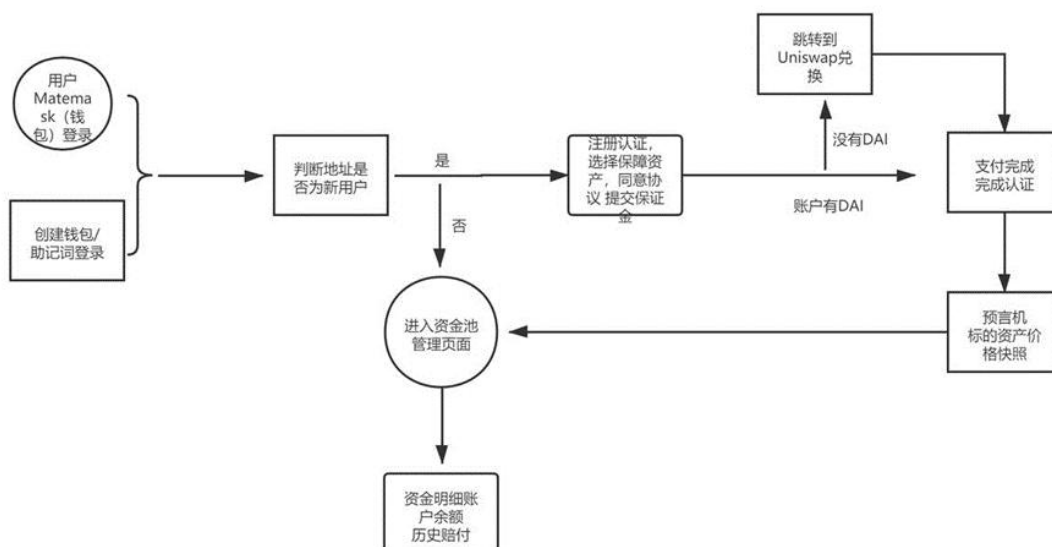 用户
Matema
sk（钱
包）登录
创建钱包/
助记词登录
判断地址是
否为新用户
是
否
注册认证，
选择保障资
产，同意协
议 提交保证
金
跳转到
Uniswap兑
换
没有DAI
账户有DAI
支付完成
完成认证
预言机
标的资产价
格快照
进入资金池
管理页面
资金明细账
户余额
历史赔付